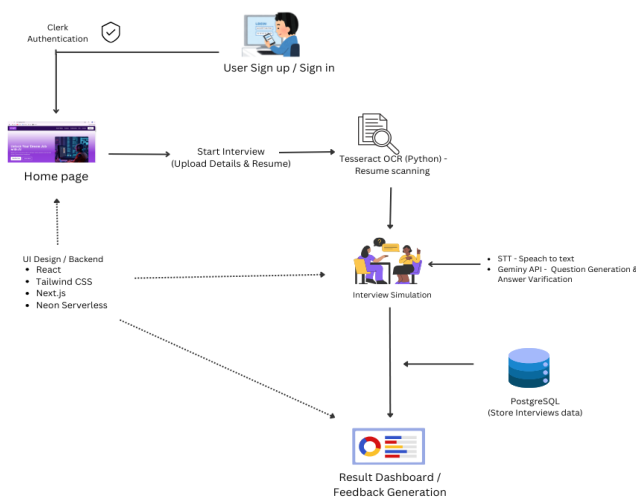 Clerk
Authentication
User Sign up / Sign in
Home page
Start Interview
(Upload Details & Resume)
Tesseract OCR (Python) -
Resume scanning
UI Design / Backend
• React
• Tailwind CSS
• Next.js
• Neon Serverless
Interview Simulation
• STT - Speach to text
• Geminy API - Question Generation &
Answer Varification
PostgreSQL
(Store Interviews data)
Result Dashboard /
Feedback Generation